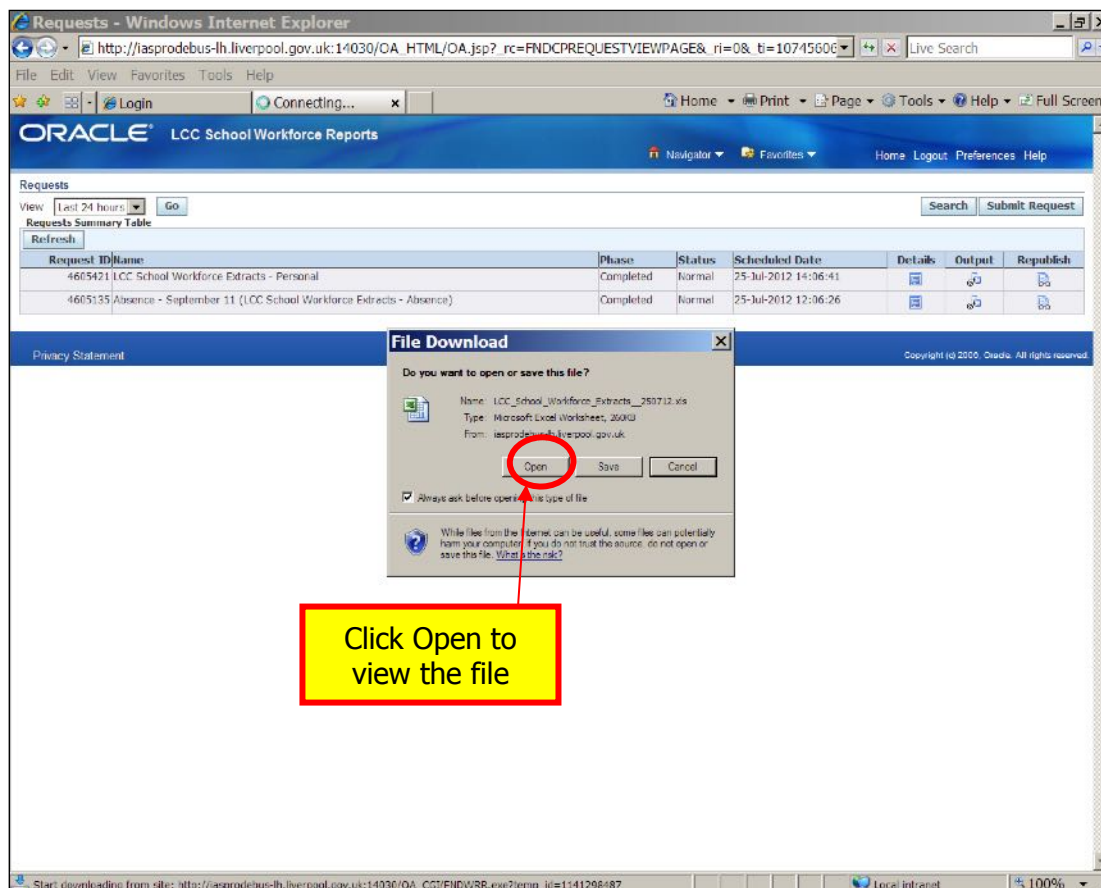 Requests - Windows Internet Explorer
http://iasprodebus-lh.liverpool.gov.uk:14030/OA_HTML/OA.jsp?_rc=FNDCPREQUESTVIEWPAGE&_ri=0&_ti=10745606
Live Search
File Edit View Favorites Tools Help
Login Connecting... Home Print Page Tools Help Full Screen
ORACLE LCC School Workforce Reports
Navigator Favorites Home Logout Preferences Help
Requests
View Last 24 hours Go Search Submit Request
Requests Summary Table
Refresh
Request ID Name Phase Status Scheduled Date Details Output Republish
4605421 LCC School Workforce Extracts - Personal Completed Normal 25-Jul-2012 14:06:41
4605135 Absence - September 11 (LCC School Workforce Extracts - Absence) Completed Normal 25-Jul-2012 12:06:26
Privacy Statement Copyright (c) 2006, Oracle. All rights reserved.
File Download
Do you want to open or save this file?
Name: LCC_School_Workforce_Extracts__250712.xls
Type: Microsoft Excel Worksheet, 260KB
From: iasprodebus-lh.liverpool.gov.uk
Open Save Cancel
Always ask before opening this type of file
While files from the Internet can be useful, some files can potentially
harm your computer. If you do not trust the source, do not open or
save this file. What's the risk?
Click Open to
view the file
Start downloading from site: http://iasprodebus-lh.liverpool.gov.uk:14030/OA_CGI/FNDWRR.exe?temp_id=1141298487 Local intranet 100%